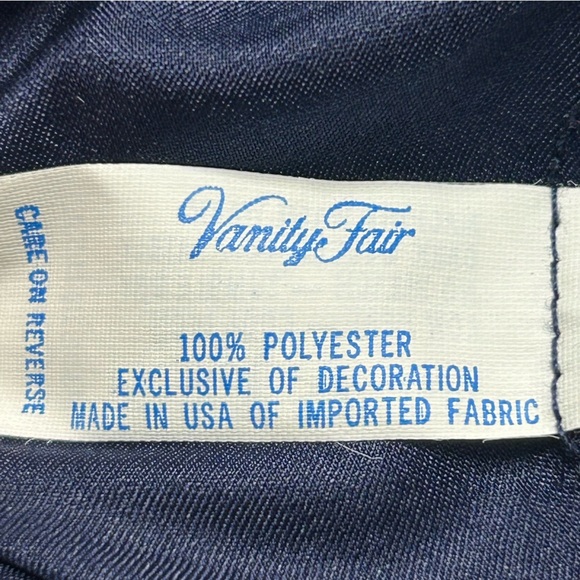 Vanity Fair
100% POLYESTER
EXCLUSIVE OF DECORATION
MADE IN USA OF IMPORTED FABRIC
CARE ON REVERSE